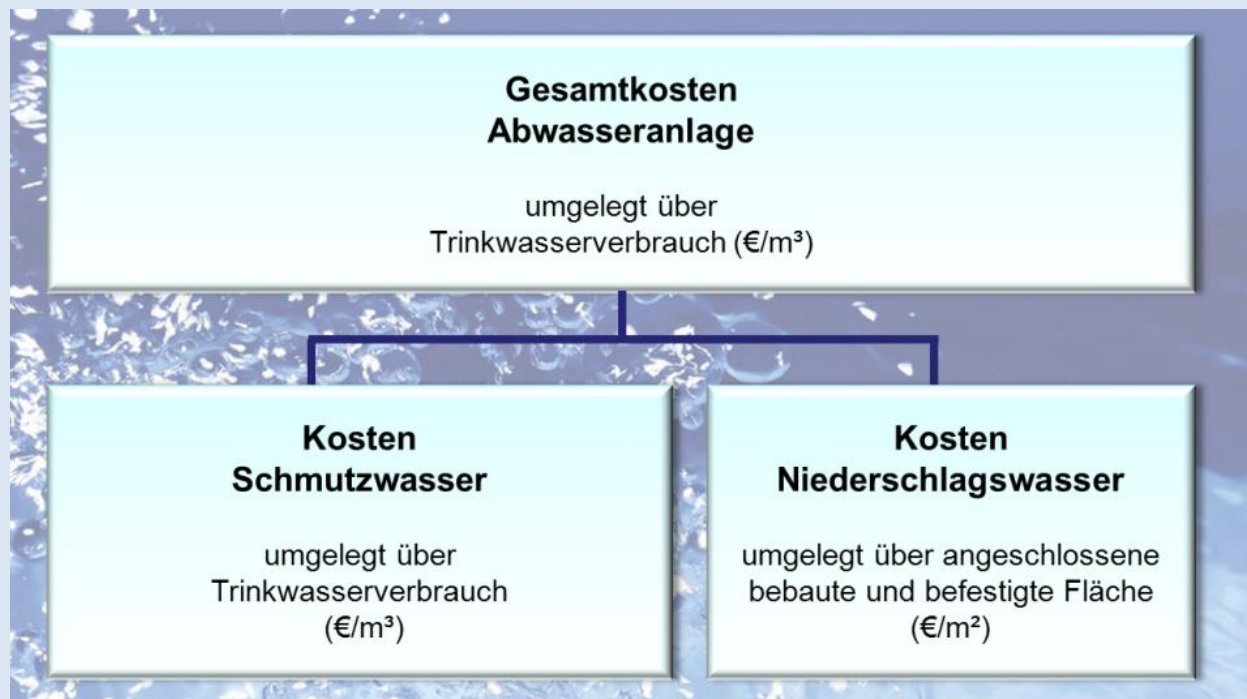 Gesamtkosten
Abwasseranlage
umgelegt über
Trinkwasserverbrauch (€/m³)
Kosten
Schmutzwasser
umgelegt über
Trinkwasserverbrauch
(€/m³)
Kosten
Niederschlagswasser
umgelegt über angeschlossene
bebaute und befestigte Fläche
(€/m²)